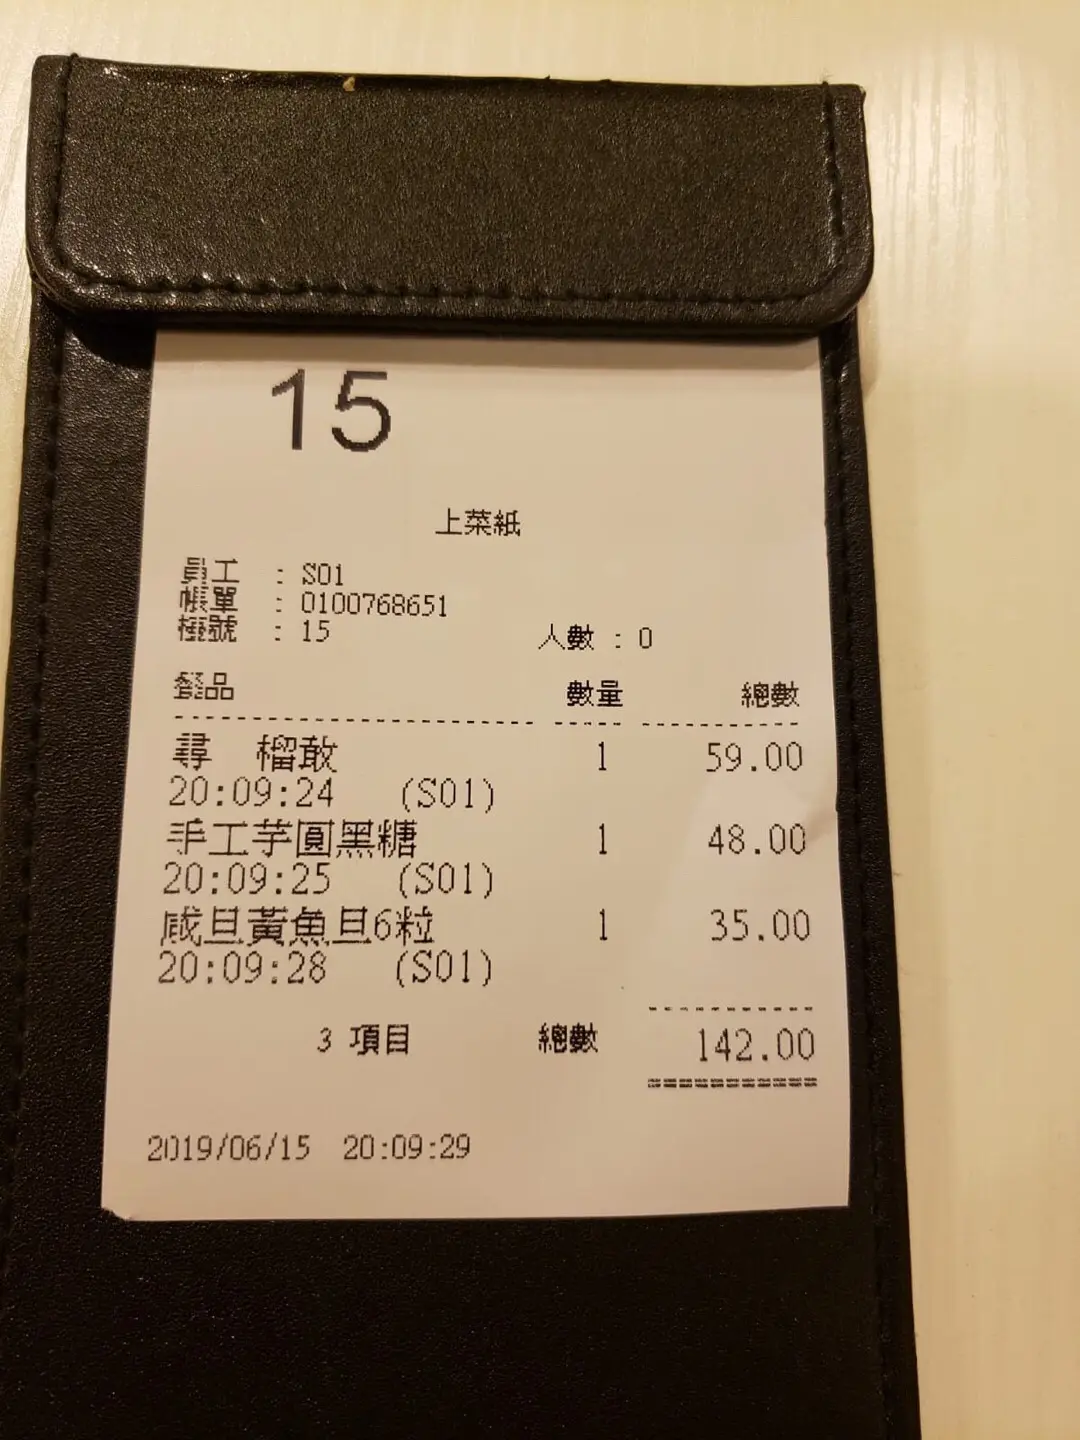 15
上菜紙
員工 : S01
帳單 : 0100768651
檯號 : 15 人數 : 0
餐品 數量 總數
尋 榴敢 1 59.00
20:09:24 (S01)
手工芋圓黑糖 1 48.00
20:09:25 (S01)
咸旦黃魚旦6粒 1 35.00
20:09:28 (S01)
3 項目 總數 142.00
2019/06/15 20:09:29